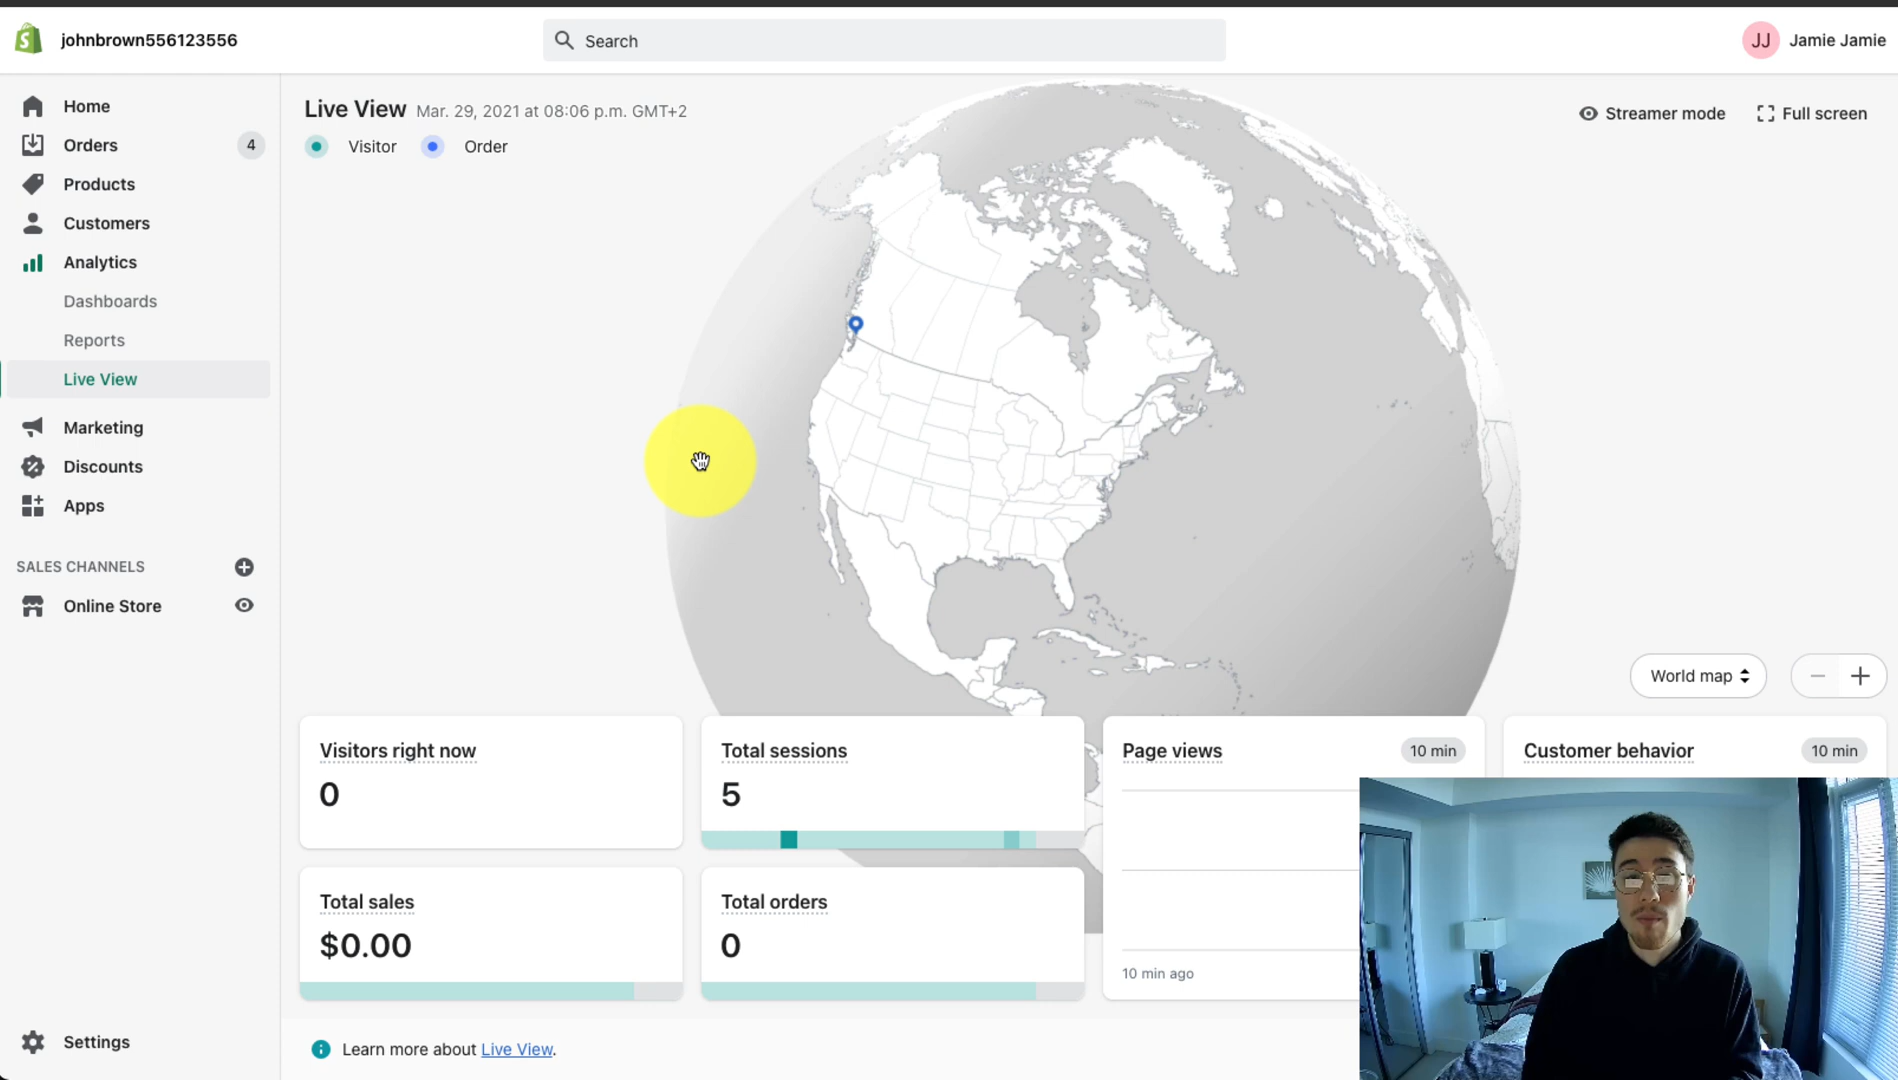 johnbrown556123556
Search
JJ Jamie Jamie
Home
Orders 4
Products
Customers
Analytics
Dashboards
Reports
Live View
Marketing
Discounts
Apps
SALES CHANNELS
Online Store
Settings
Live View Mar. 29, 2021 at 08:06 p.m. GMT+2
Visitor Order
Streamer mode Full screen
World map
Visitors right now
0
Total sessions
5
Page views 10 min
10 min ago
Customer behavior 10 min
Total sales
$0.00
Total orders
0
Learn more about Live View.